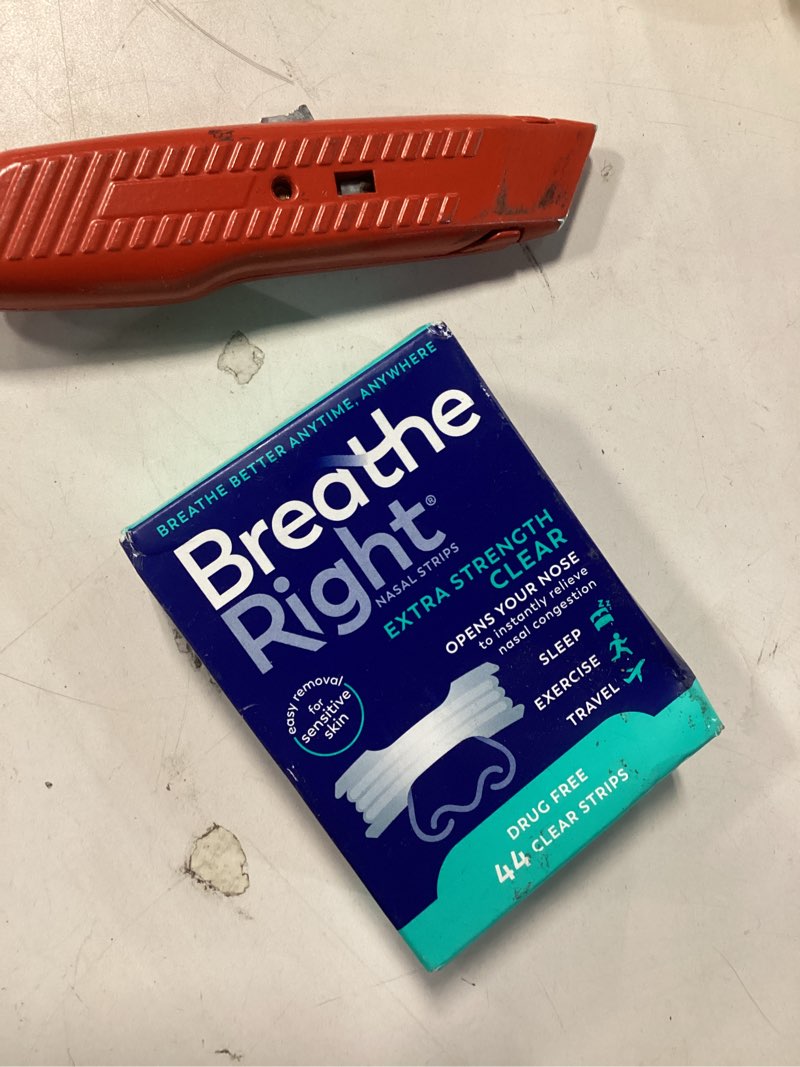 BREATHE BETTER ANYTIME, ANYWHERE
Breathe
Right®
NASAL STRIPS
EXTRA STRENGTH
CLEAR
OPENS YOUR NOSE
to instantly relieve
nasal congestion
SLEEP
EXERCISE
TRAVEL
easy removal
for
sensitive
skin
DRUG FREE
44 CLEAR STRIPS